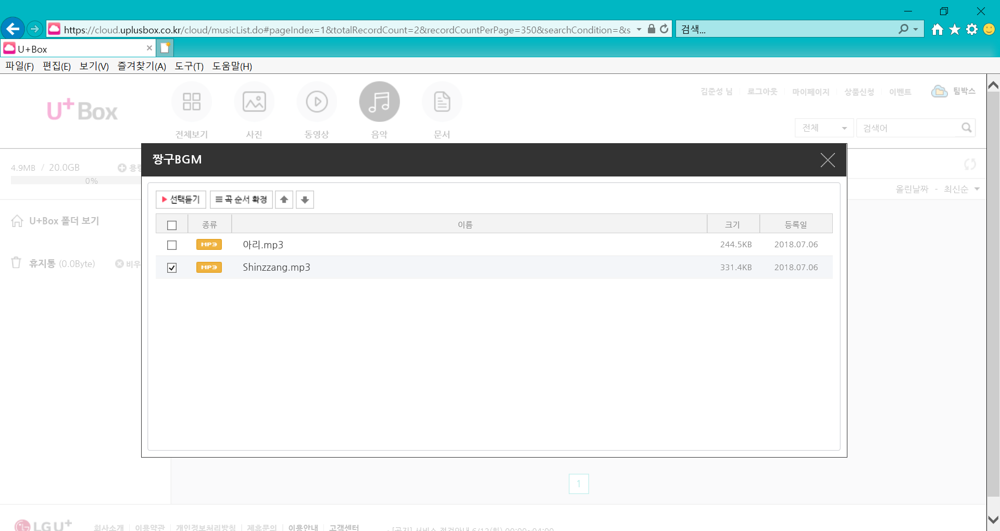 https://cloud.uplusbox.co.kr/cloud/musicList.do#pageIndex=1&totalRecordCount=2&recordCountPerPage=350&searchCondition=&s
검색...
U+Box
파일(F) 편집(E) 보기(V) 즐겨찾기(A) 도구(T) 도움말(H)
U+ Box
전체보기 사진 동영상 음악 문서
김준성 님 로그아웃 마이페이지 상품신청 이벤트 팀박스
전체 검색어
4.9MB / 20.0GB
0%
올린날짜 - 최신순
U+Box 폴더 보기
휴지통 (0.0Byte) 비우
짱구BGM
선택듣기 곡 순서 확정
종류 이름 크기 등록일
MP3 아리.mp3 244.5KB 2018.07.06
MP3 Shinzzang.mp3 331.4KB 2018.07.06
1
LG U+ 회사소개 이용약관 개인정보처리방침 제휴문의 이용안내 고객센터
[공지] 서비스 점검안내 6/12(화) 00:00~04:00